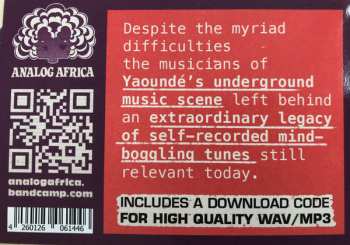 ANALOG AFRICA
analogafrica.
bandcamp.com
4 260126 061446
Despite the myriad
difficulties
the musicians of
Yaoundé's underground
music scene left behind
an extraordinary legacy
of self-recorded mind-
boggling tunes still
relevant today.
INCLUDES A DOWNLOAD CODE
FOR HIGH QUALITY WAV/MP3